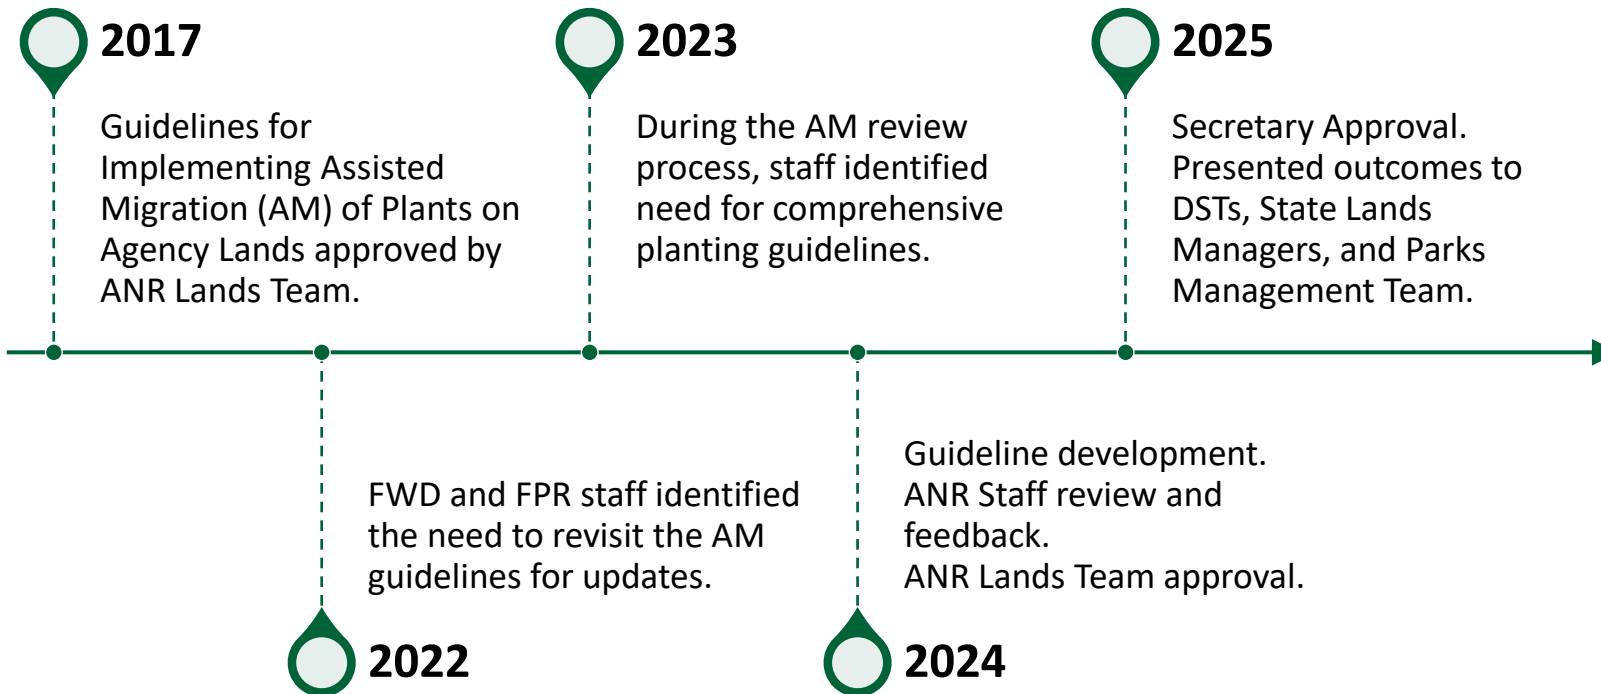 2017
Guidelines for
Implementing Assisted
Migration (AM) of Plants on
Agency Lands approved by
ANR Lands Team.
2023
During the AM review
process, staff identified
need for comprehensive
planting guidelines.
2025
Secretary Approval.
Presented outcomes to
DSTs, State Lands
Managers, and Parks
Management Team.
FWD and FPR staff identified
the need to revisit the AM
guidelines for updates.
2022
Guideline development.
ANR Staff review and
feedback.
ANR Lands Team approval.
2024